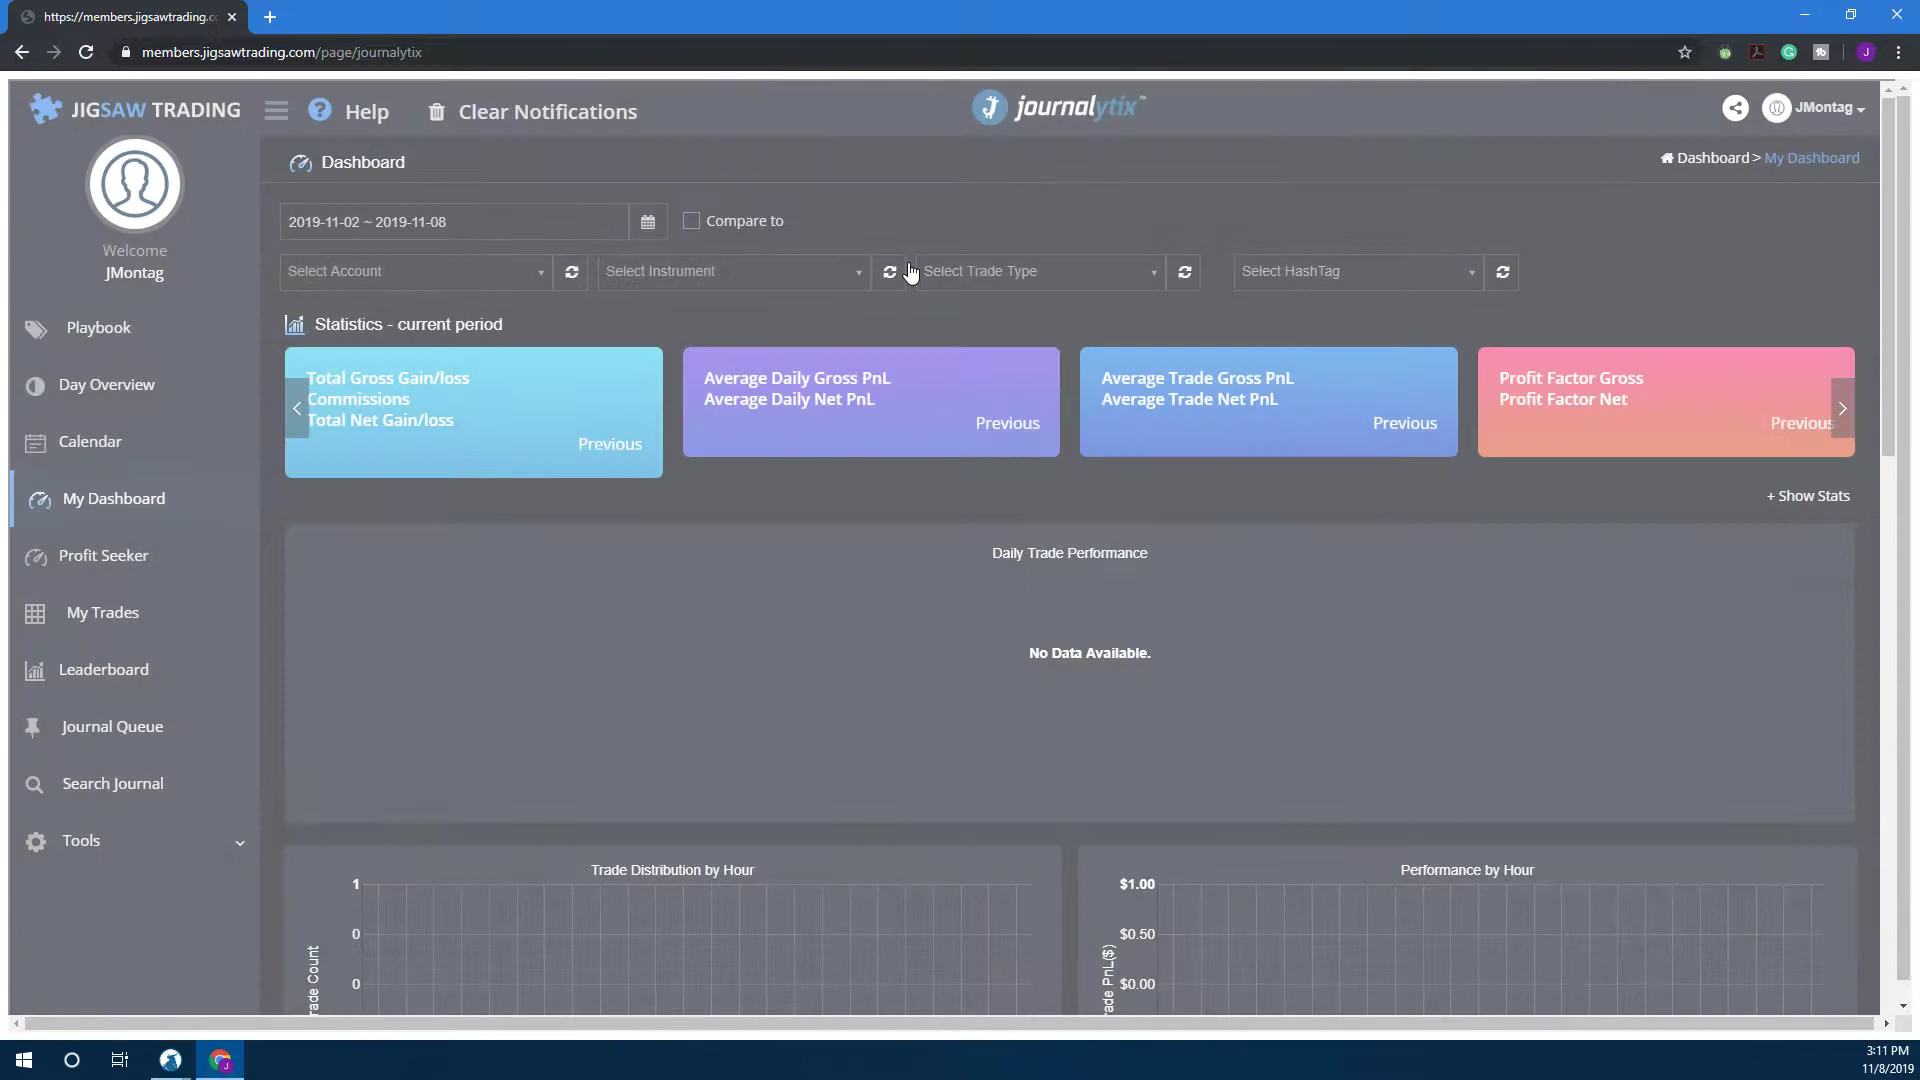 https://members.jigsawtrading.c
members.jigsawtrading.com/page/journalytix
JIGSAW TRADING
Help
Clear Notifications
journalytix™
JMontag
Dashboard
Dashboard > My Dashboard
2019-11-02 ~ 2019-11-08
Compare to
Welcome
JMontag
Select Account
Select Instrument
Select Trade Type
Select HashTag
Statistics - current period
Playbook
Day Overview
Calendar
My Dashboard
Profit Seeker
My Trades
Leaderboard
Journal Queue
Search Journal
Tools
Total Gross Gain/loss
Commissions
Total Net Gain/loss
Previous
Average Daily Gross PnL
Average Daily Net PnL
Previous
Average Trade Gross PnL
Average Trade Net PnL
Previous
Profit Factor Gross
Profit Factor Net
Previous
+ Show Stats
Daily Trade Performance
No Data Available.
Trade Distribution by Hour
1
0
0
rade Count
Performance by Hour
$1.00
$0.50
$0.00
ade PnL($)
3:11 PM
11/8/2019